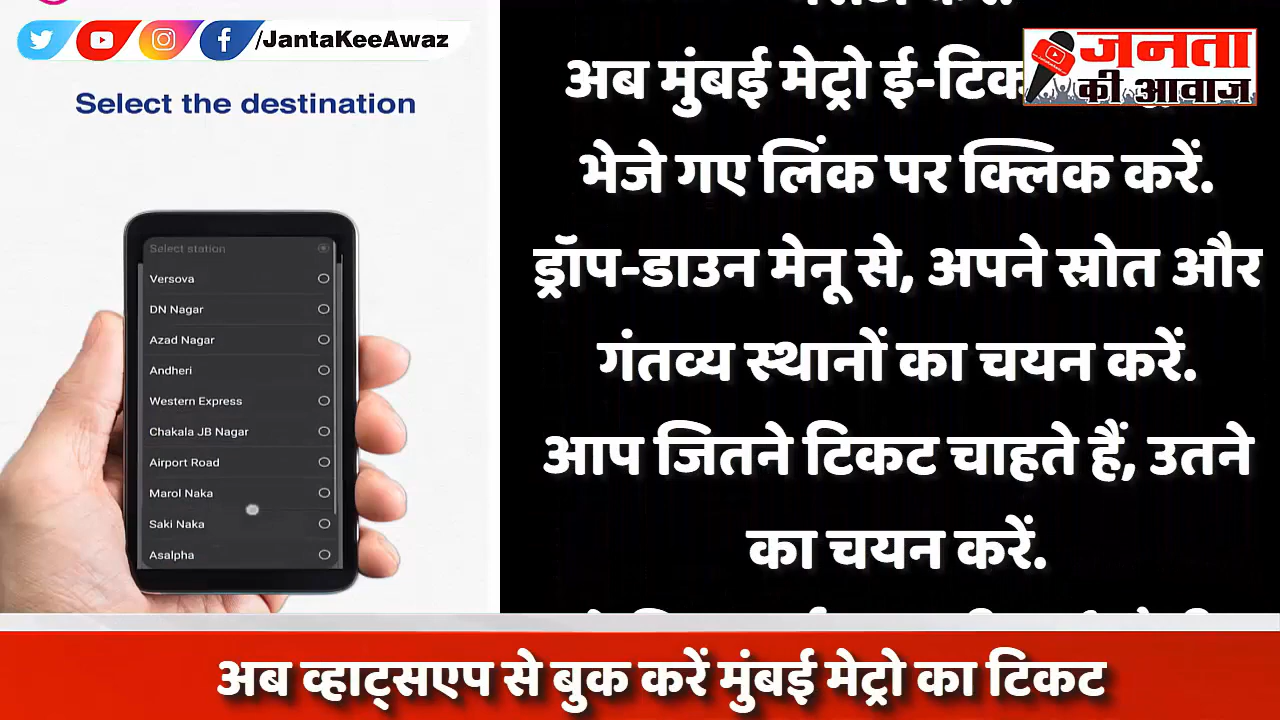 /JantaKeeAwaz
Select the destination
Select station
Versova
DN Nagar
Azad Nagar
Andheri
Western Express
Chakala JB Nagar
Airport Road
Marol Naka
Saki Naka
Asalpha
जनता
की आवाज
अब मुंबई मेट्रो
भेजे गए लिंक पर क्लिक करें.
ड्रॉप-डाउन मेनू से, अपने स्रोत और
गंतव्य स्थानों का चयन करें.
आप जितने टिकट चाहते हैं, उतने
का चयन करें.
अब व्हाट्सएप से बुक करें मुंबई मेट्रो का टिकट